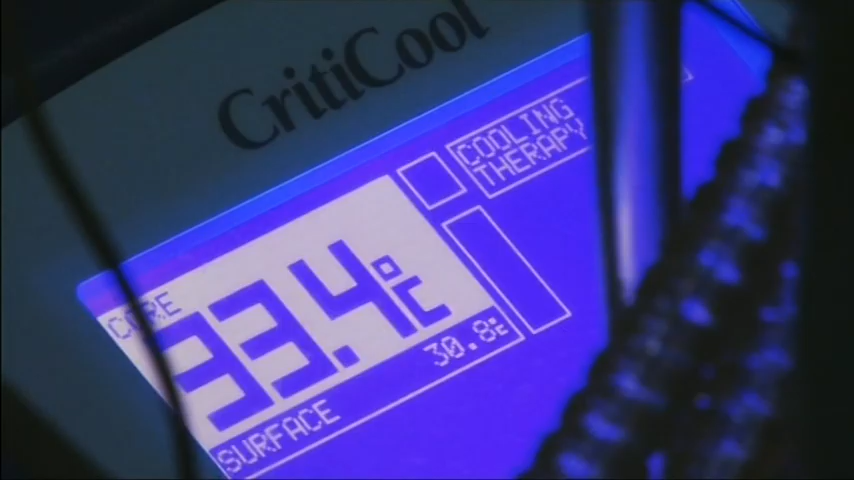 CritiCool
COOLING
THERAPY
CORE
33.4°C
SURFACE 30.8°C